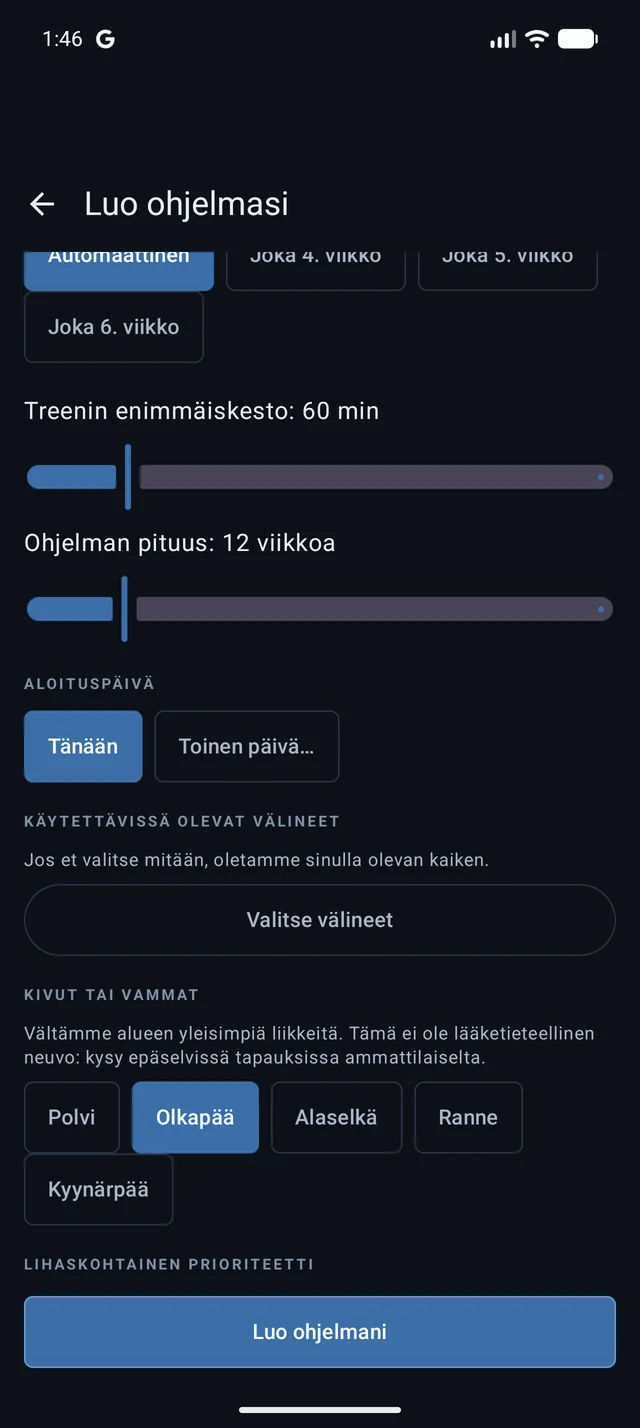 1:46 G
Luo ohjelmasi
Automaattinen Joka 4. viikko Joka 5. viikko
Joka 6. viikko
Treenin enimmäiskesto: 60 min
Ohjelman pituus: 12 viikkoa
ALOITUSPÄIVÄ
Tänään Toinen päivä…
KÄYTETTÄVISSÄ OLEVAT VÄLINEET
Jos et valitse mitään, oletamme sinulla olevan kaiken.
Valitse välineet
KIVUT TAI VAMMAT
Vältämme alueen yleisimpiä liikkeitä. Tämä ei ole lääketieteellinen
neuvo: kysy epäselvissä tapauksissa ammattilaiselta.
Polvi Olkapää Alaselkä Ranne
Kyynärpää
LIHASKOHTAINEN PRIORITEETTI
Luo ohjelmani